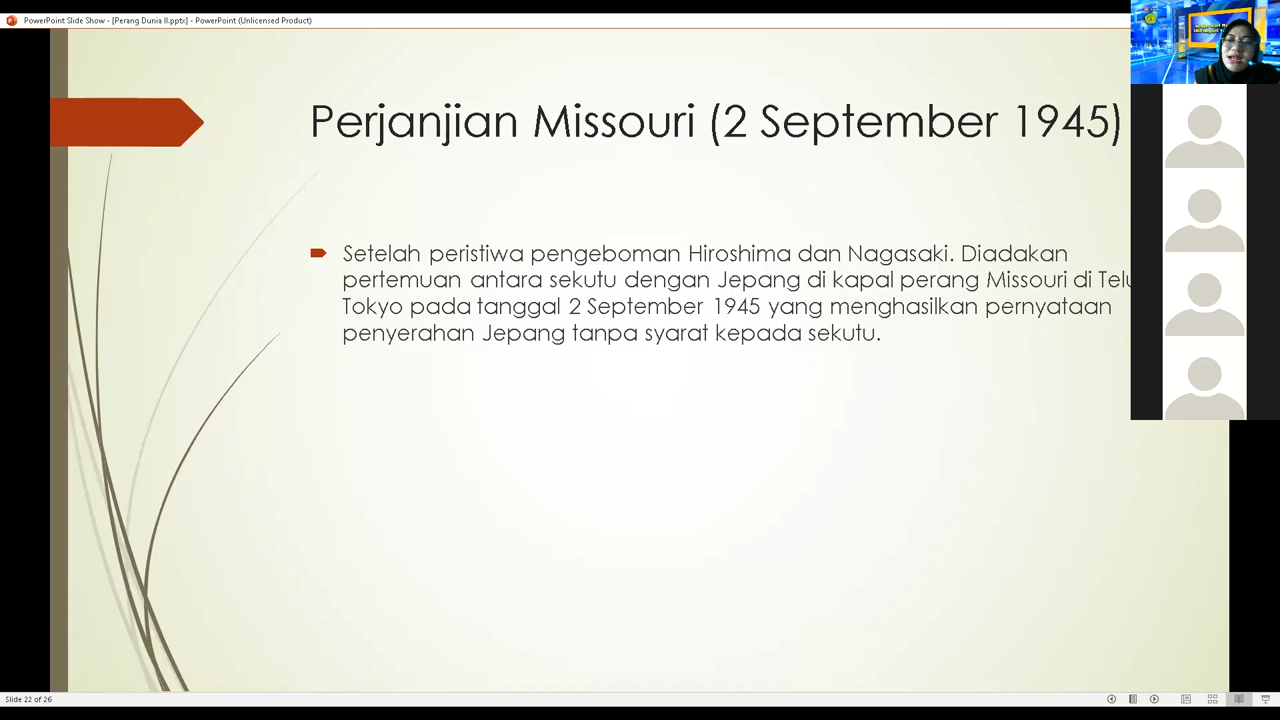 PowerPoint Slide Show - [Perang Dunia II.pptx] - PowerPoint (Unlicensed Product)
Perjanjian Missouri (2 September 1945)
Setelah peristiwa pengeboman Hiroshima dan Nagasaki. Diadakan
pertemuan antara sekutu dengan Jepang di kapal perang Missouri di
Tokyo pada tanggal 2 September 1945 yang menghasilkan pernyataan
penyerahan Jepang tanpa syarat kepada sekutu.
Slide 22 of 26